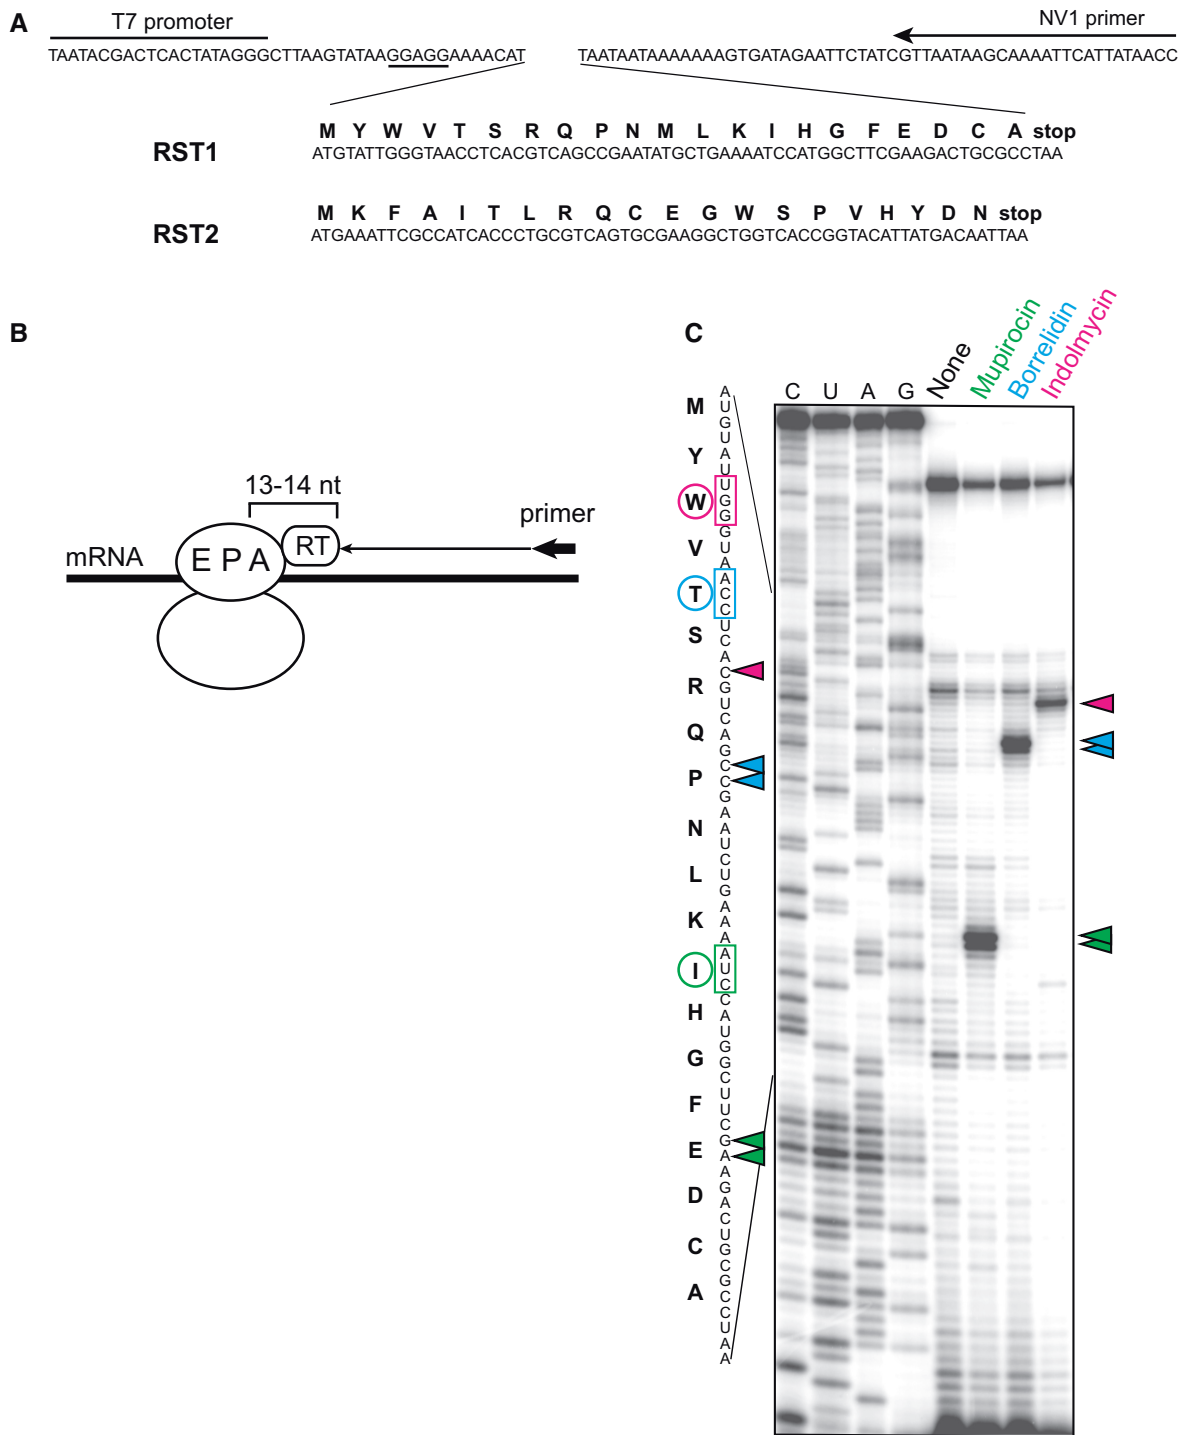 A
T7 promoter
NV1 primer
TAATACGACTCACTATAGGGCTTAAGTATAAGGAGGAAAACAT
TAATAATAAAAAAAGTGATAGAATTCTATCGTTAATAAGCAAAATTCATTATAACC
M Y W V T S R Q P N M L K I H G F E D C A stop
RST1
ATGTATTGGGTAACCTCACGTCAGCCGAATATGCTGAAAATCCATGGCTTCGAAGACTGCGCCTAA
M K F A I T L R Q C E G W S P V H Y D N stop
RST2
ATGAAATTCGCCATCACCCTGCGTCAGTGCGAAGGCTGGTCACCGGTACATTATGACAATTAA
B
13-14 nt
primer
mRNA
E P A
RT
C
M Y W V T S R Q P N L K I H G F E D C A
AUGUAUUGGGUAACCUCACGUCAGCCGAAUCUGAAAAUCCAUGGCUUCGAAGACUGCGCCUAA
C U A G None Mupirocin Borrelidin Indolmycin